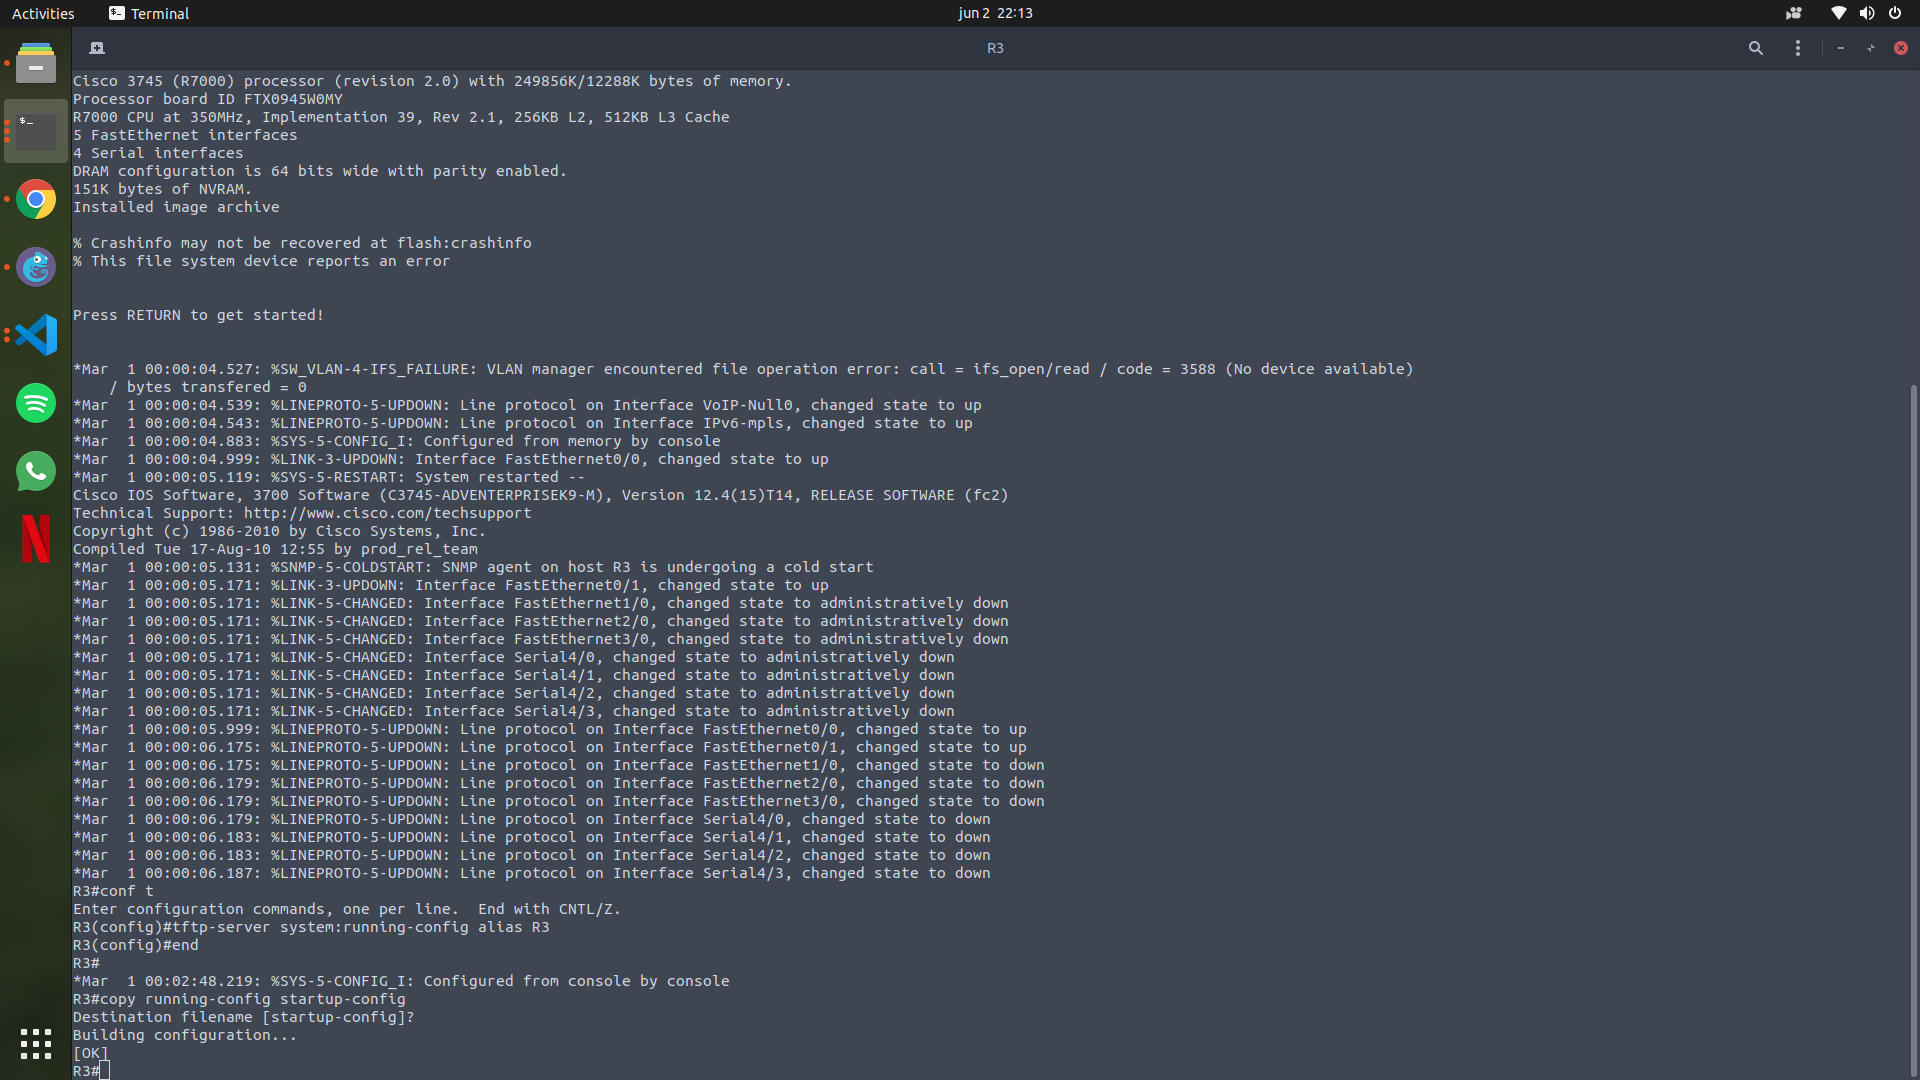 Activities
Terminal
jun 2 22:13
R3
Cisco 3745 (R7000) processor (revision 2.0) with 249856K/12288K bytes of memory.
Processor board ID FTX0945W0MY
R7000 CPU at 350MHz, Implementation 39, Rev 2.1, 256KB L2, 512KB L3 Cache
5 FastEthernet interfaces
4 Serial interfaces
DRAM configuration is 64 bits wide with parity enabled.
151K bytes of NVRAM.
Installed image archive
% Crashinfo may not be recovered at flash:crashinfo
% This file system device reports an error
Press RETURN to get started!
*Mar  1 00:00:04.527: %SW_VLAN-4-IFS_FAILURE: VLAN manager encountered file operation error: call = ifs_open/read / code = 3588 (No device available)
/ bytes transfered = 0
*Mar  1 00:00:04.539: %LINEPROTO-5-UPDOWN: Line protocol on Interface VoIP-Null0, changed state to up
*Mar  1 00:00:04.543: %LINEPROTO-5-UPDOWN: Line protocol on Interface IPv6-mpls, changed state to up
*Mar  1 00:00:04.883: %SYS-5-CONFIG_I: Configured from memory by console
*Mar  1 00:00:04.999: %LINK-3-UPDOWN: Interface FastEthernet0/0, changed state to up
*Mar  1 00:00:05.119: %SYS-5-RESTART: System restarted --
Cisco IOS Software, 3700 Software (C3745-ADVENTERPRISEK9-M), Version 12.4(15)T14, RELEASE SOFTWARE (fc2)
Technical Support: http://www.cisco.com/techsupport
Copyright (c) 1986-2010 by Cisco Systems, Inc.
Compiled Tue 17-Aug-10 12:55 by prod_rel_team
*Mar  1 00:00:05.131: %SNMP-5-COLDSTART: SNMP agent on host R3 is undergoing a cold start
*Mar  1 00:00:05.171: %LINK-3-UPDOWN: Interface FastEthernet0/1, changed state to up
*Mar  1 00:00:05.171: %LINK-5-CHANGED: Interface FastEthernet1/0, changed state to administratively down
*Mar  1 00:00:05.171: %LINK-5-CHANGED: Interface FastEthernet2/0, changed state to administratively down
*Mar  1 00:00:05.171: %LINK-5-CHANGED: Interface FastEthernet3/0, changed state to administratively down
*Mar  1 00:00:05.171: %LINK-5-CHANGED: Interface Serial4/0, changed state to administratively down
*Mar  1 00:00:05.171: %LINK-5-CHANGED: Interface Serial4/1, changed state to administratively down
*Mar  1 00:00:05.171: %LINK-5-CHANGED: Interface Serial4/2, changed state to administratively down
*Mar  1 00:00:05.171: %LINK-5-CHANGED: Interface Serial4/3, changed state to administratively down
*Mar  1 00:00:05.999: %LINEPROTO-5-UPDOWN: Line protocol on Interface FastEthernet0/0, changed state to up
*Mar  1 00:00:06.175: %LINEPROTO-5-UPDOWN: Line protocol on Interface FastEthernet0/1, changed state to up
*Mar  1 00:00:06.175: %LINEPROTO-5-UPDOWN: Line protocol on Interface FastEthernet1/0, changed state to down
*Mar  1 00:00:06.179: %LINEPROTO-5-UPDOWN: Line protocol on Interface FastEthernet2/0, changed state to down
*Mar  1 00:00:06.179: %LINEPROTO-5-UPDOWN: Line protocol on Interface FastEthernet3/0, changed state to down
*Mar  1 00:00:06.179: %LINEPROTO-5-UPDOWN: Line protocol on Interface Serial4/0, changed state to down
*Mar  1 00:00:06.183: %LINEPROTO-5-UPDOWN: Line protocol on Interface Serial4/1, changed state to down
*Mar  1 00:00:06.183: %LINEPROTO-5-UPDOWN: Line protocol on Interface Serial4/2, changed state to down
*Mar  1 00:00:06.187: %LINEPROTO-5-UPDOWN: Line protocol on Interface Serial4/3, changed state to down
R3#conf t
Enter configuration commands, one per line.  End with CNTL/Z.
R3(config)#tftp-server system:running-config alias R3
R3(config)#end
R3#
*Mar  1 00:02:48.219: %SYS-5-CONFIG_I: Configured from console by console
R3#copy running-config startup-config
Destination filename [startup-config]?
Building configuration...
[OK]
R3#